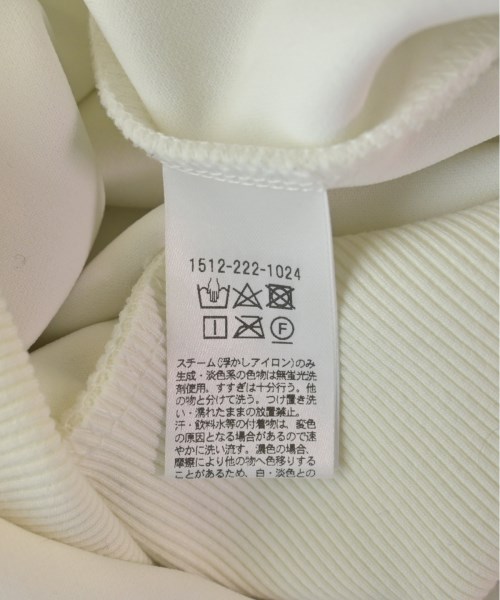 1512-222-1024
F
スチーム(浮かしアイロン)のみ
生成・淡色系の色物は無蛍光洗
剤使用。すすぎは十分行う。他
の物と分けて洗う。つけ置き洗
い・濡れたままの放置禁止。
汗・飲料水等の付着物は、変色
の原因となる場合があるので速
やかに洗い流す。濃色の場合、
摩擦により他の物へ色移りする
ことがあるため、白・淡色との